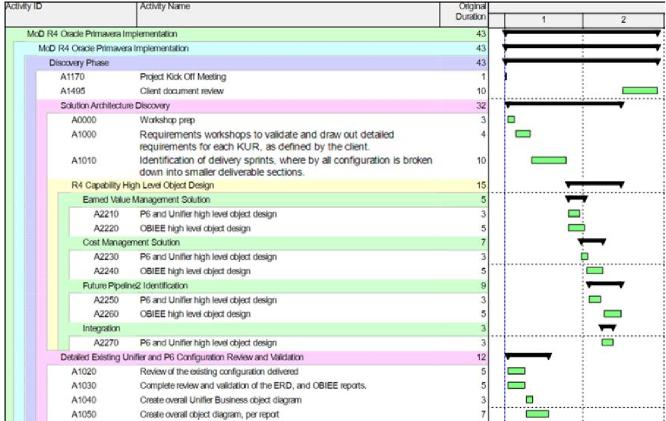 Activity ID Activity Name Original Duration 1 2
MoD R4 Oracle Primavera Implementation 43
MoD R4 Oracle Primavera Implementation 43
Discovery Phase 43
A1170 Project Kick Off Meeting 1
A1495 Client document review 10
Solution Architecture Discovery 32
A0000 Workshop prep 3
A1000 Requirements workshops to validate and draw out detailed 4
requirements for each KUR, as defined by the client.
A1010 Identification of delivery sprints, where by all configuration is broken 10
down into smaller deliverable sections.
R4 Capability High Level Object Design 15
Earned Value Management Solution 5
A2210 P6 and Unifier high level object design 3
A2220 OBIEE high level object design 5
Cost Management Solution 7
A2230 P6 and Unifier high level object design 3
A2240 OBIEE high level object design 5
Future Pipeline2 Identification 9
A2250 P6 and Unifier high level object design 3
A2260 OBIEE high level object design 5
Integration 3
A2270 P6 and Unifier high level object design 3
Detailed Existing Unifier and P6 Configuration Review and Validation 12
A1020 Review of the existing configuration delivered 5
A1030 Complete review and validation of the ERD, and OBIEE reports. 5
A1040 Create overall Unifier Business object diagram 3
A1050 Create overall object diagram, per report 7